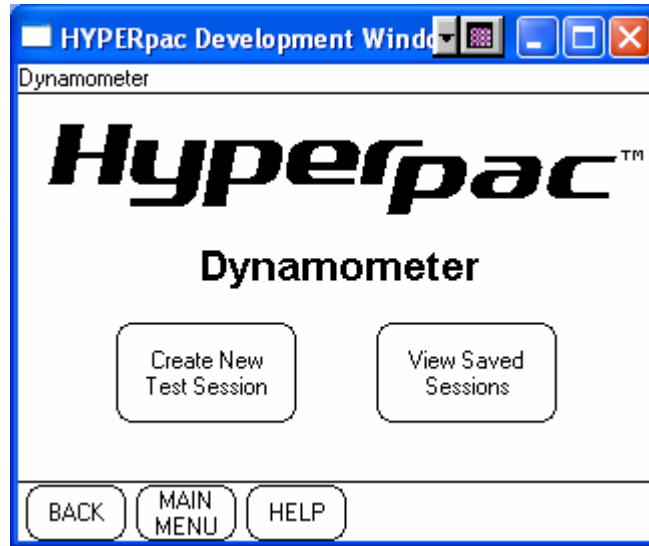 HYPERpac Development Windo
Dynamometer
Hyperpac™
Dynamometer
Create New
Test Session
View Saved
Sessions
BACK
MAIN
MENU
HELP